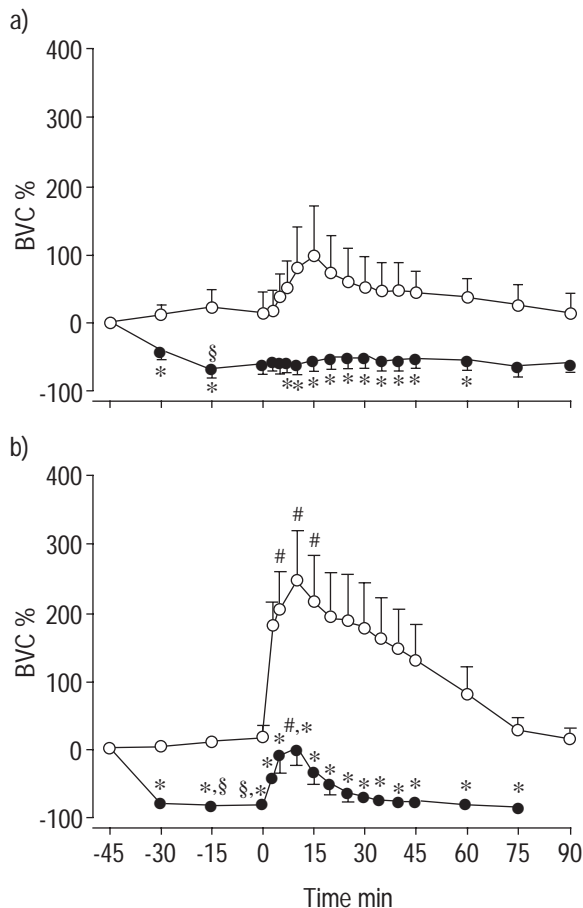 a)
400
300
200
100
0
-100
BVC %
§
* * * * * * * * * * *
b)
400
300
200
100
0
-100
BVC %
# # #
#,*
* *,§ §,* * * * * * * * * * * *
-45 -30 -15 0 15 30 45 60 75 90
Time min